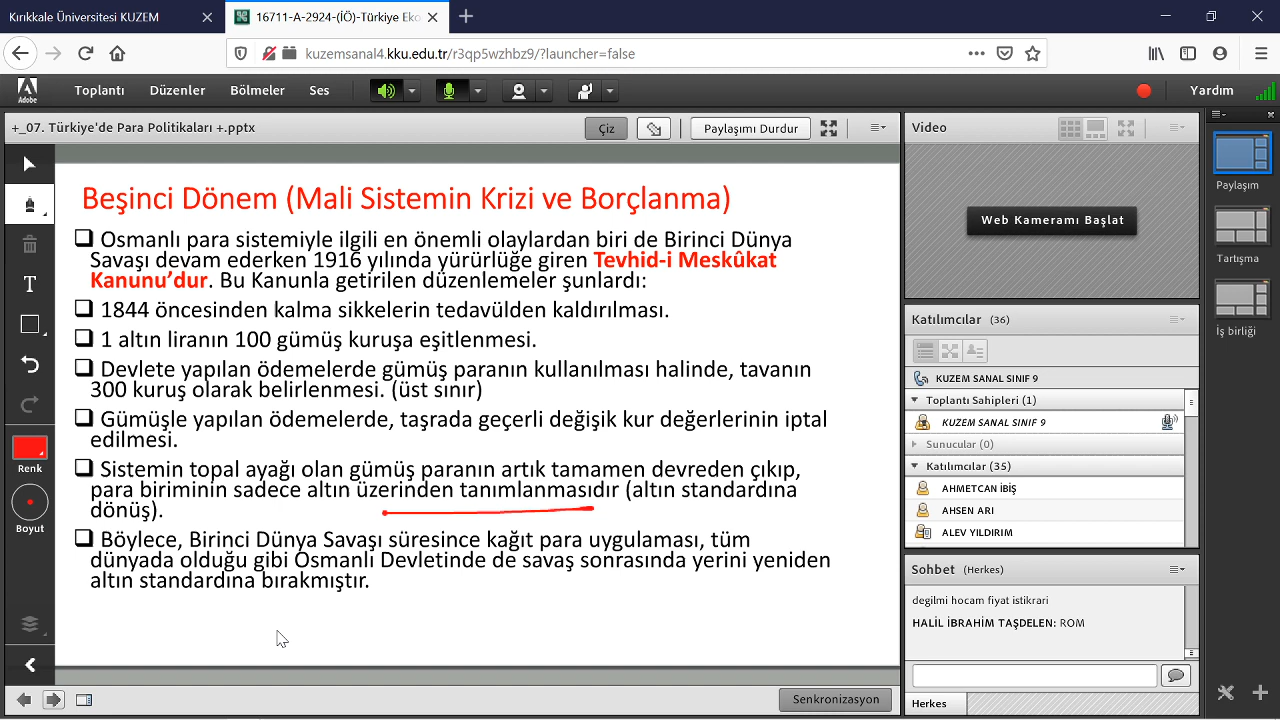 Kırıkkale Üniversitesi KUZEM
16711-A-2924-(İÖ)-Türkiye Eko
kuzemsanal4.kku.edu.tr/r3qp5wzhbz9/?launcher=false
Adobe
Toplantı
Düzenler
Bölmeler
Ses
Yardım
+_07. Türkiye'de Para Politikaları +.pptx
Çiz
Paylaşımı Durdur
Beşinci Dönem (Mali Sistemin Krizi ve Borçlanma)
Osmanlı para sistemiyle ilgili en önemli olaylardan biri de Birinci Dünya
Savaşı devam ederken 1916 yılında yürürlüğe giren Tevhid-i Meskûkat
Kanunu’dur. Bu Kanunla getirilen düzenlemeler şunlardı:
1844 öncesinden kalma sikkelerin tedavülden kaldırılması.
1 altın liranın 100 gümüş kuruşa eşitlenmesi.
Devlete yapılan ödemelerde gümüş paranın kullanılması halinde, tavanın
300 kuruş olarak belirlenmesi. (üst sınır)
Gümüşle yapılan ödemelerde, taşrada geçerli değişik kur değerlerinin iptal
edilmesi.
Sistemin topal ayağı olan gümüş paranın artık tamamen devreden çıkıp,
para biriminin sadece altın üzerinden tanımlanmasıdır (altın standardına
dönüş).
Böylece, Birinci Dünya Savaşı süresince kağıt para uygulaması, tüm
dünyada olduğu gibi Osmanlı Devletinde de savaş sonrasında yerini yeniden
altın standardına bırakmıştır.
T
Renk
Boyut
Senkronizasyon
Video
Web Kameramı Başlat
Katılımcılar (36)
KUZEM SANAL SINIF 9
Toplantı Sahipleri (1)
KUZEM SANAL SINIF 9
Sunucular (0)
Katılımcılar (35)
AHMETCAN İBİŞ
AHSEN ARI
ALEV YILDIRIM
Sohbet (Herkes)
degilmi hocam fiyat istikrari
HALİL İBRAHİM TAŞDELEN: ROM
Herkes
Paylaşım
Tartışma
İş birliği